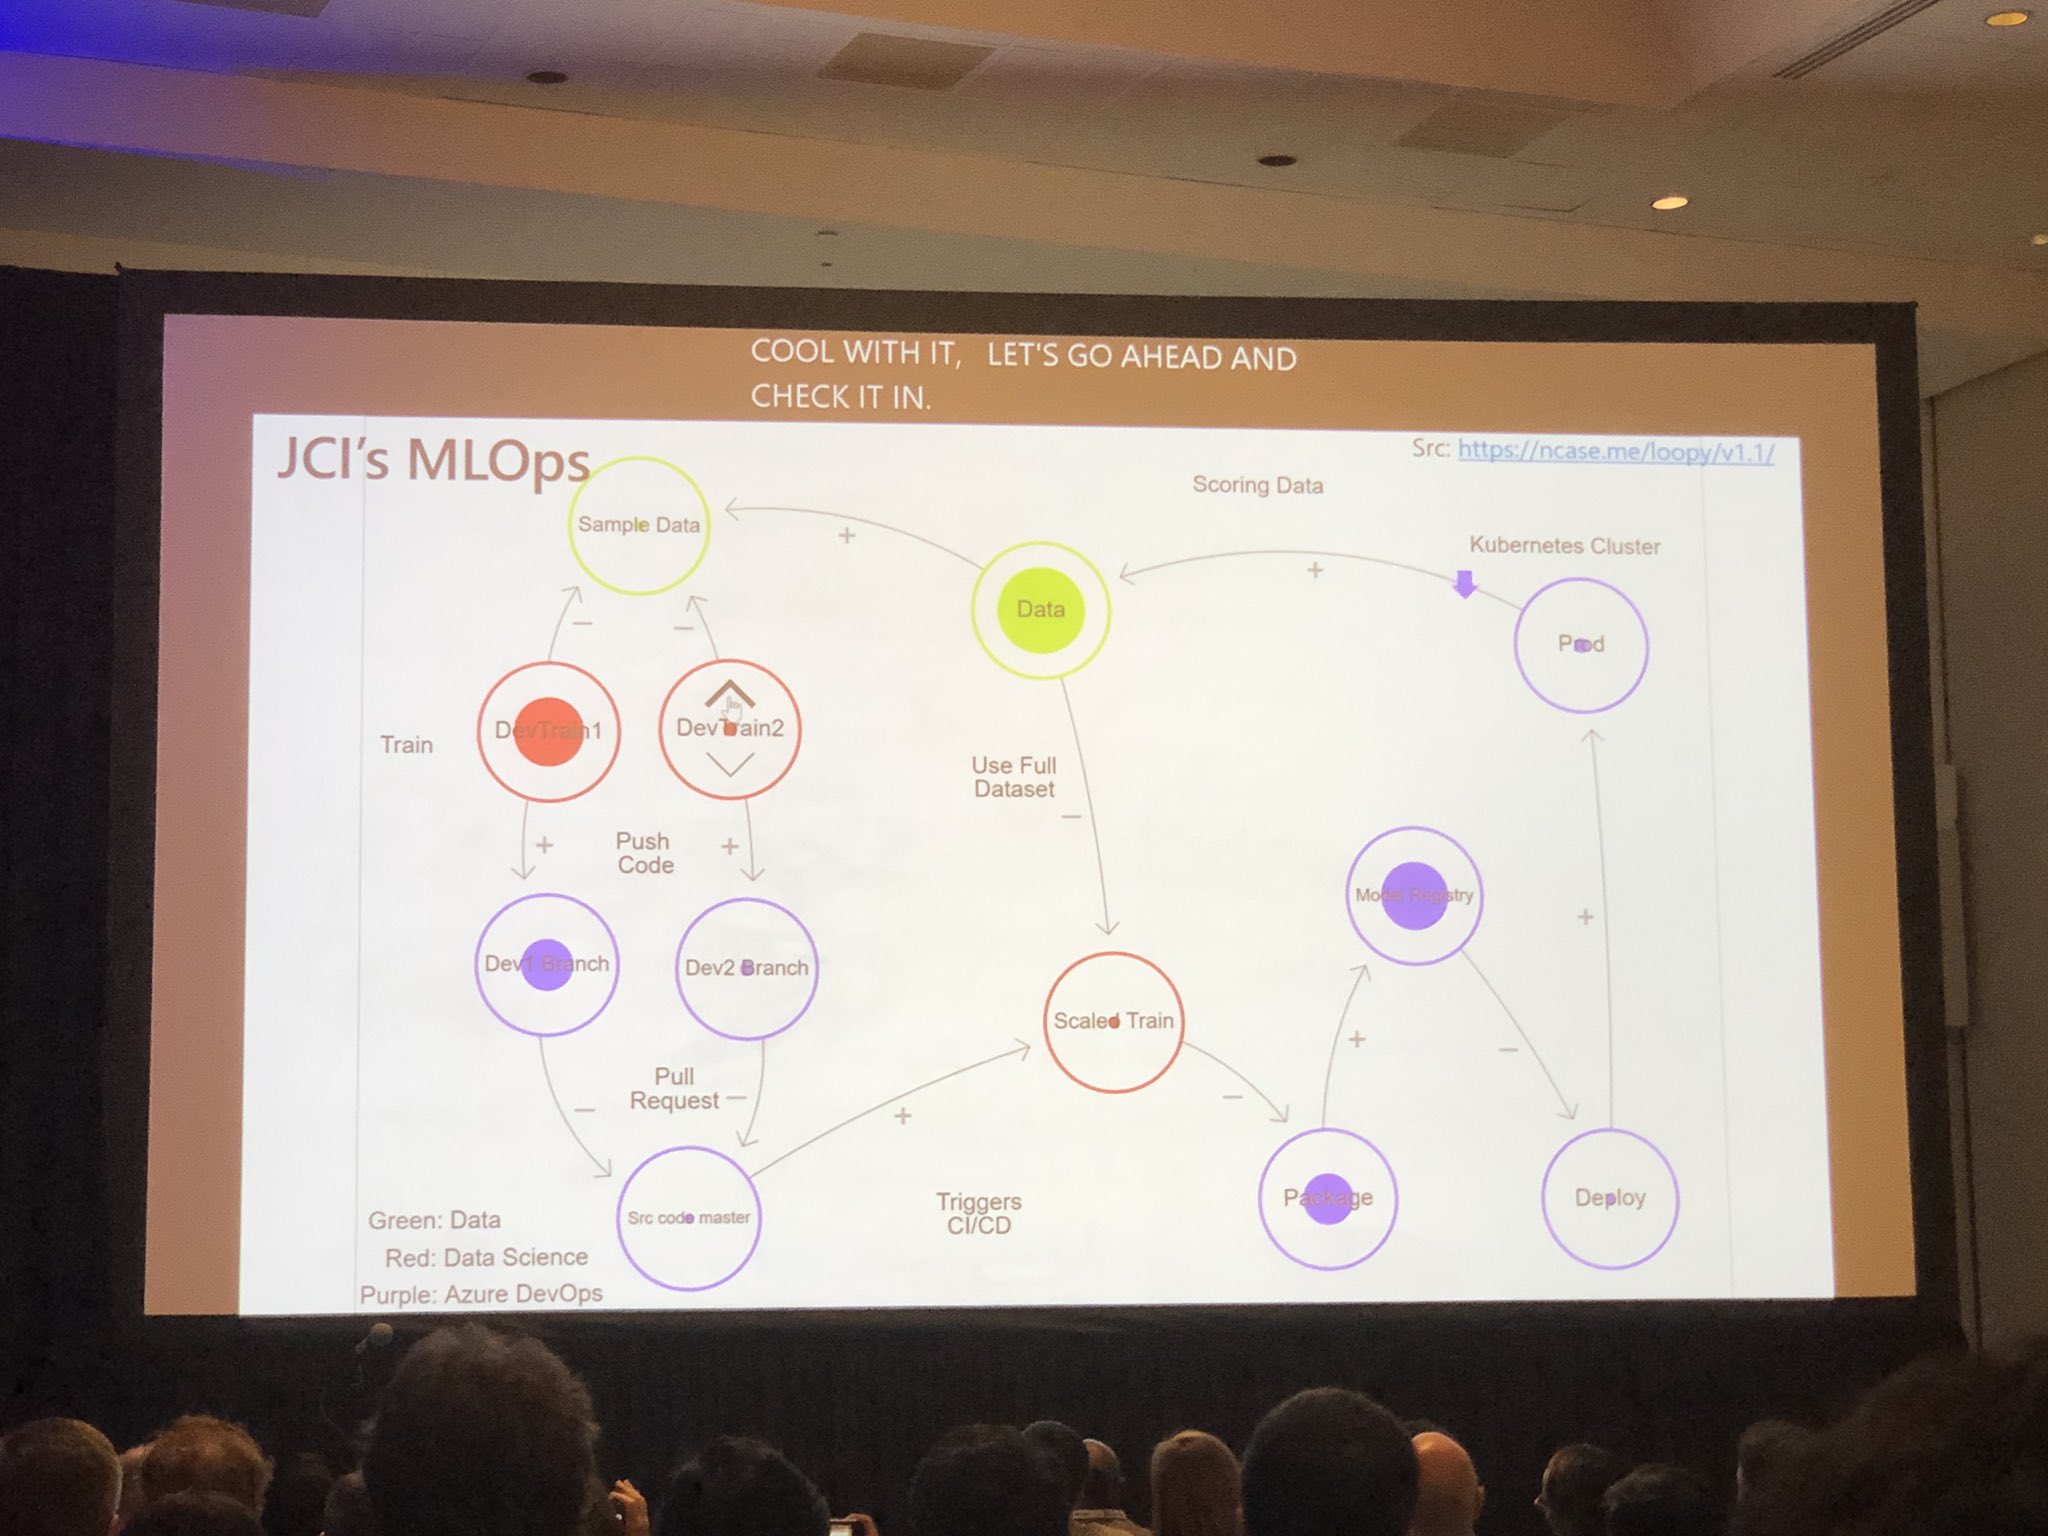 COOL WITH IT, LET'S GO AHEAD AND
CHECK IT IN.
JCI's MLOps
Src: https://ncase.me/loopy/v1.1/
Scoring Data
Sample Data
+
+
Kubernetes Cluster
Data
Prod
–
–
Train
DevTrain1
DevTrain2
Use Full
Dataset
–
+
Push
Code
+
Model Registry
+
Dev1 Branch
Dev2 Branch
Scaled Train
+
–
Pull
Request
–
–
–
+
Package
Deploy
Src code master
Triggers
CI/CD
Green: Data
Red: Data Science
Purple: Azure DevOps